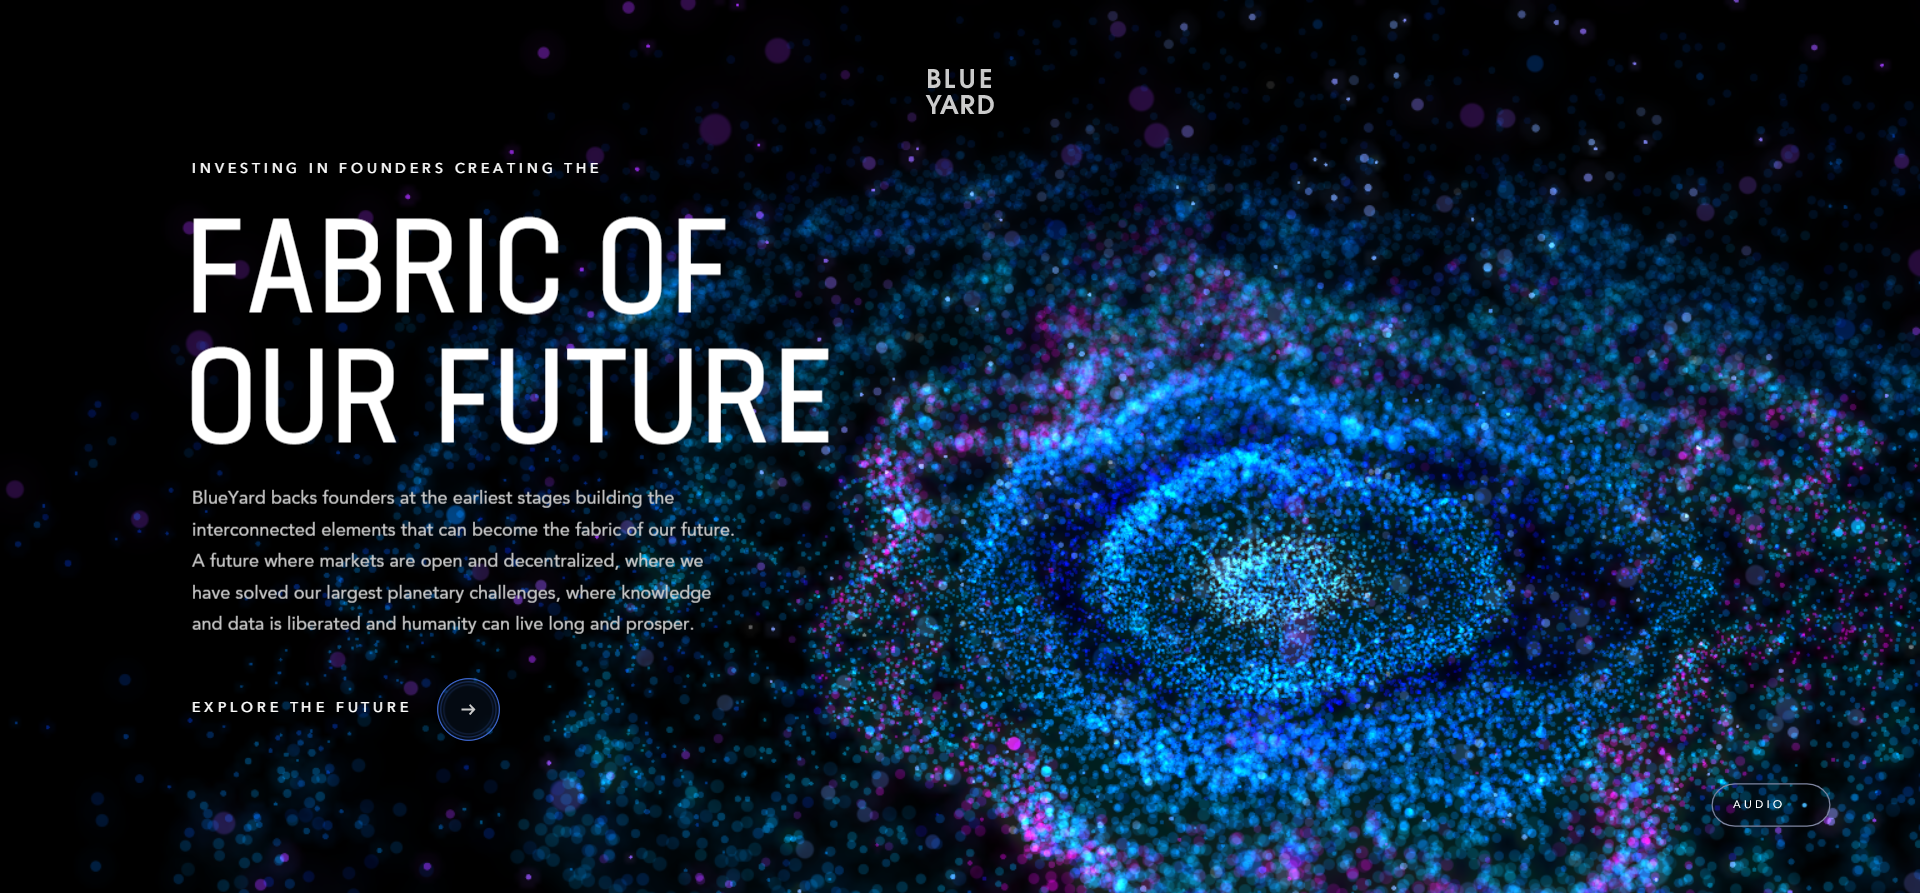 BLUE
YARD
INVESTING IN FOUNDERS CREATING THE
FABRIC OF
OUR FUTURE
BlueYard backs founders at the earliest stages building the
interconnected elements that can become the fabric of our future.
A future where markets are open and decentralized, where we
have solved our largest planetary challenges, where knowledge
and data is liberated and humanity can live long and prosper.
EXPLORE THE FUTURE
AUDIO